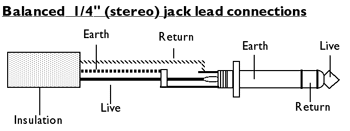 Balanced 1/4" (stereo) jack lead connections
Earth
Return
Earth
Live
Live
Return
Insulation